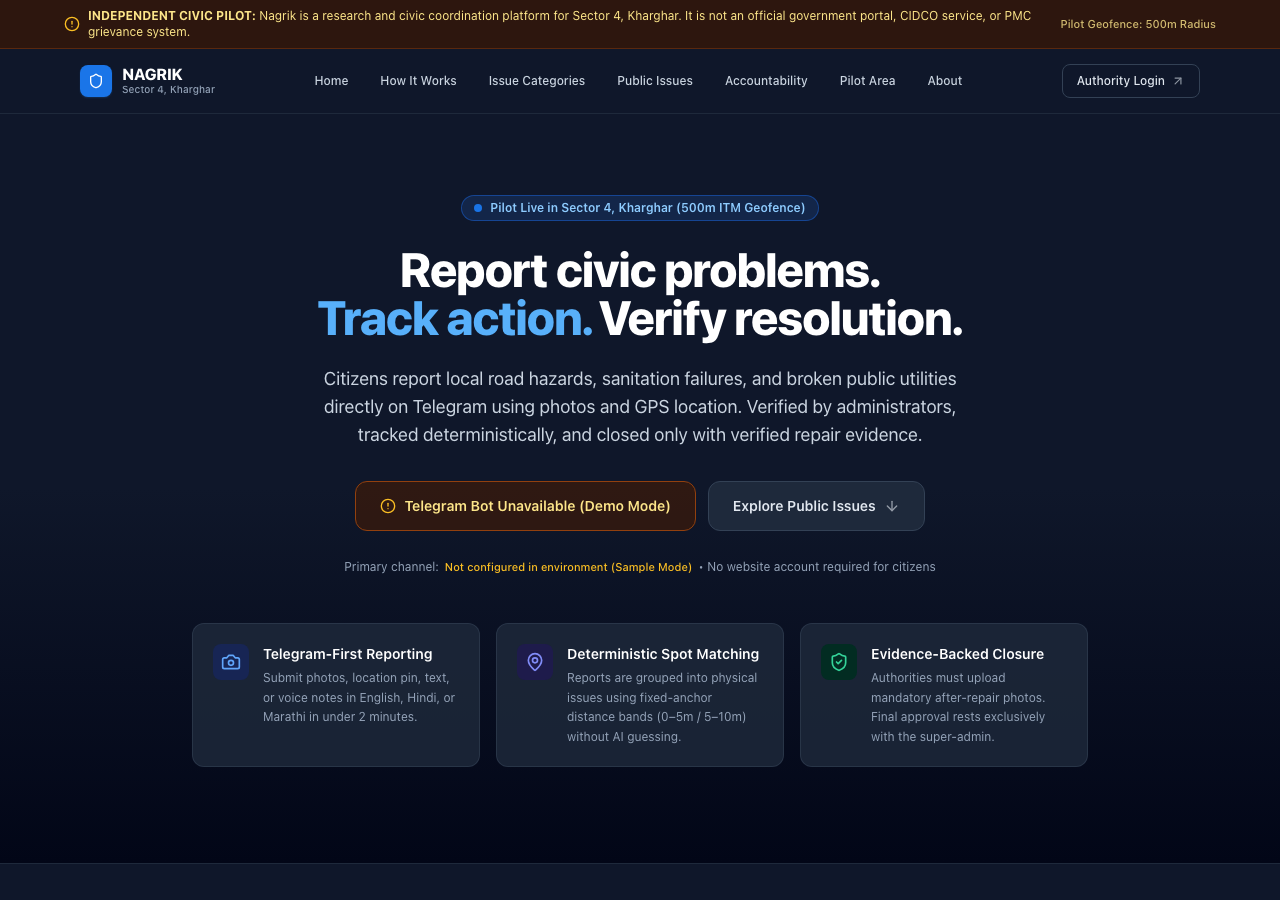 INDEPENDENT CIVIC PILOT: Nagrik is a research and civic coordination platform for Sector 4, Kharghar. It is not an official government portal, CIDCO service, or PMC
grievance system.
Pilot Geofence: 500m Radius
NAGRIK
Sector 4, Kharghar
Home
How It Works
Issue Categories
Public Issues
Accountability
Pilot Area
About
Authority Login
Pilot Live in Sector 4, Kharghar (500m ITM Geofence)
Report civic problems.
Track action. Verify resolution.
Citizens report local road hazards, sanitation failures, and broken public utilities
directly on Telegram using photos and GPS location. Verified by administrators,
tracked deterministically, and closed only with verified repair evidence.
Telegram Bot Unavailable (Demo Mode)
Explore Public Issues
Primary channel: Not configured in environment (Sample Mode) • No website account required for citizens
Telegram-First Reporting
Submit photos, location pin, text,
or voice notes in English, Hindi, or
Marathi in under 2 minutes.
Deterministic Spot Matching
Reports are grouped into physical
issues using fixed-anchor
distance bands (0–5m / 5–10m)
without AI guessing.
Evidence-Backed Closure
Authorities must upload
mandatory after-repair photos.
Final approval rests exclusively
with the super-admin.